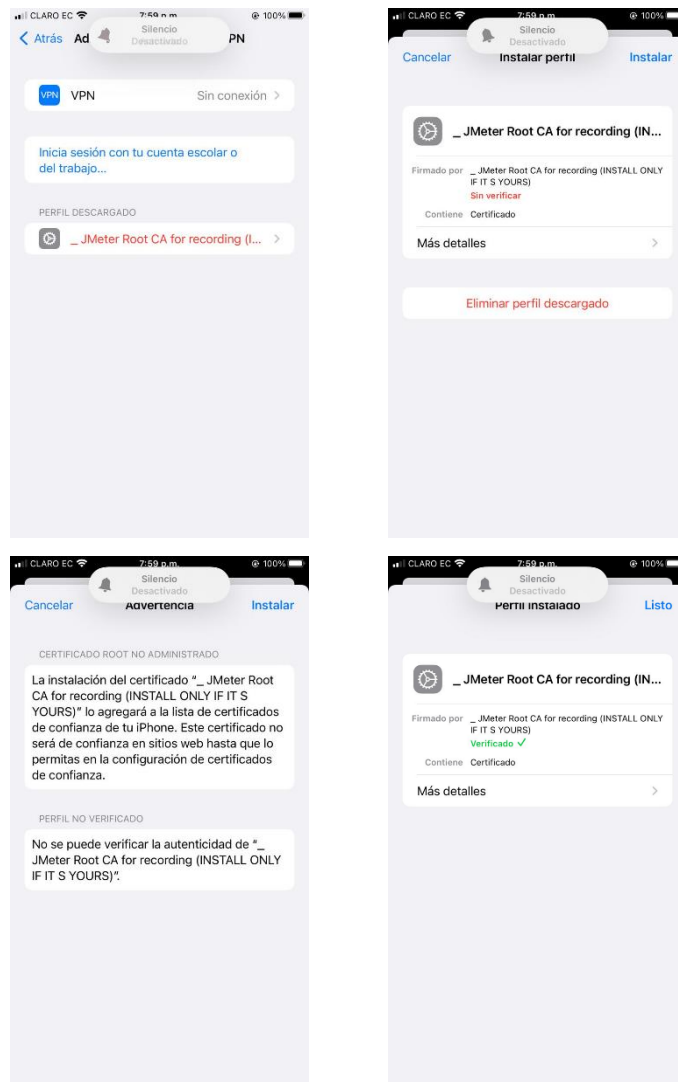 CLARO EC 7:59 p.m. 100%
Silencio
Desactivado
Atrás Ad PN
VPN VPN Sin conexión
Inicia sesión con tu cuenta escolar o
del trabajo...
PERFIL DESCARGADO
_ JMeter Root CA for recording (I...
CLARO EC 7:59 p.m. 100%
Silencio
Desactivado
Cancelar Instalar perfil Instalar
_ JMeter Root CA for recording (IN...
Firmado por _ JMeter Root CA for recording (INSTALL ONLY
IF IT S YOURS)
Sin verificar
Contiene Certificado
Más detalles
Eliminar perfil descargado
CLARO EC 7:59 p.m. 100%
Silencio
Desactivado
Cancelar Advertencia Instalar
CERTIFICADO ROOT NO ADMINISTRADO
La instalación del certificado “_ JMeter Root
CA for recording (INSTALL ONLY IF IT S
YOURS)” lo agregará a la lista de certificados
de confianza de tu iPhone. Este certificado no
será de confianza en sitios web hasta que lo
permitas en la configuración de certificados
de confianza.
PERFIL NO VERIFICADO
No se puede verificar la autenticidad de “_
JMeter Root CA for recording (INSTALL ONLY
IF IT S YOURS)”.
CLARO EC 7:59 p.m. 100%
Silencio
Desactivado
Perfil instalado Listo
_ JMeter Root CA for recording (IN...
Firmado por _ JMeter Root CA for recording (INSTALL ONLY
IF IT S YOURS)
Verificado ✓
Contiene Certificado
Más detalles